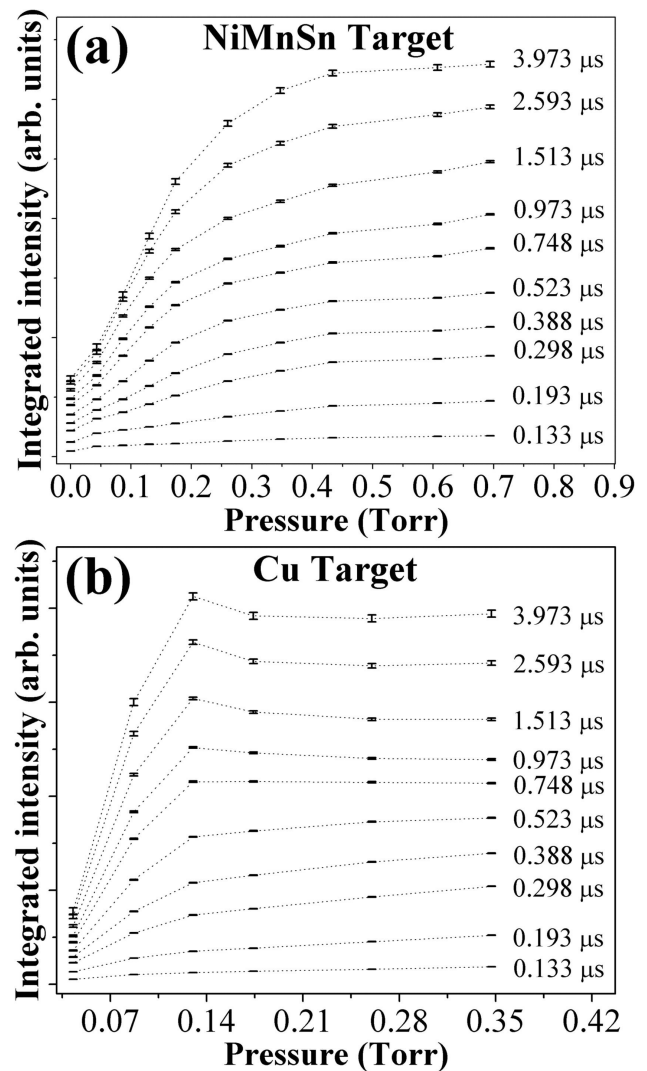 (a) NiMnSn Target
3.973 μs
2.593 μs
1.513 μs
0.973 μs
0.748 μs
0.523 μs
0.388 μs
0.298 μs
0.193 μs
0.133 μs
Integrated intensity (arb. units)
0.0 0.1 0.2 0.3 0.4 0.5 0.6 0.7 0.8 0.9
Pressure (Torr)
(b) Cu Target
3.973 μs
2.593 μs
1.513 μs
0.973 μs
0.748 μs
0.523 μs
0.388 μs
0.298 μs
0.193 μs
0.133 μs
Integrated intensity (arb. units)
0.07 0.14 0.21 0.28 0.35 0.42
Pressure (Torr)